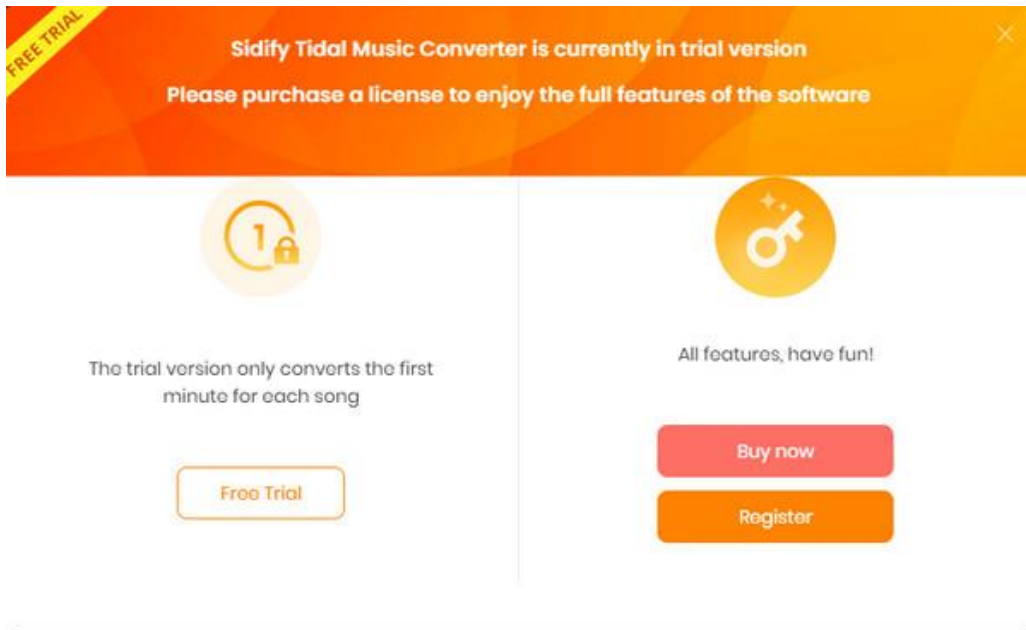 FREE TRIAL
Sidify Tidal Music Converter is currently in trial version
Please purchase a license to enjoy the full features of the software
1
The trial version only converts the first
minute for each song
Free Trial
All features, have fun!
Buy now
Register